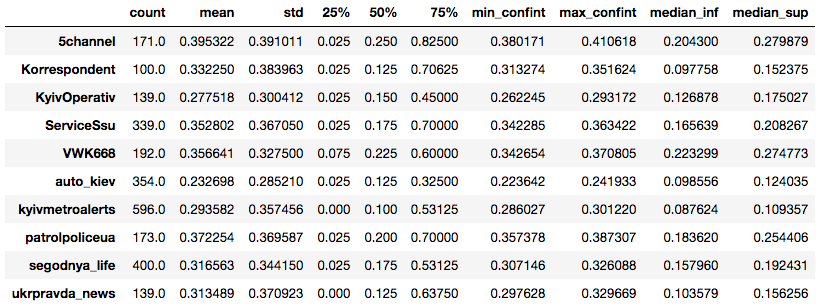 count mean std 25% 50% 75% min_confint max_confint median_inf median_sup
5channel 171.0 0.395322 0.391011 0.025 0.250 0.82500 0.380171 0.410618 0.204300 0.279879
Korrespondent 100.0 0.332250 0.383963 0.025 0.125 0.70625 0.313274 0.351624 0.097758 0.152375
KyivOperativ 139.0 0.277518 0.300412 0.025 0.150 0.45000 0.262245 0.293172 0.126878 0.175027
ServiceSsu 339.0 0.352802 0.367050 0.025 0.175 0.70000 0.342285 0.363422 0.165639 0.208267
VWK668 192.0 0.356641 0.327500 0.075 0.225 0.60000 0.342654 0.370805 0.223299 0.274773
auto_kiev 354.0 0.232698 0.285210 0.025 0.125 0.32500 0.223642 0.241933 0.098556 0.124035
kyivmetroalerts 596.0 0.293582 0.357456 0.000 0.100 0.53125 0.286027 0.301220 0.087624 0.109357
patrolpoliceua 173.0 0.372254 0.369587 0.025 0.200 0.70000 0.357378 0.387307 0.183620 0.254406
segodnya_life 400.0 0.316563 0.344150 0.025 0.175 0.53125 0.307146 0.326088 0.157960 0.192431
ukrpravda_news 139.0 0.313489 0.370923 0.000 0.125 0.63750 0.297628 0.329669 0.103579 0.156256